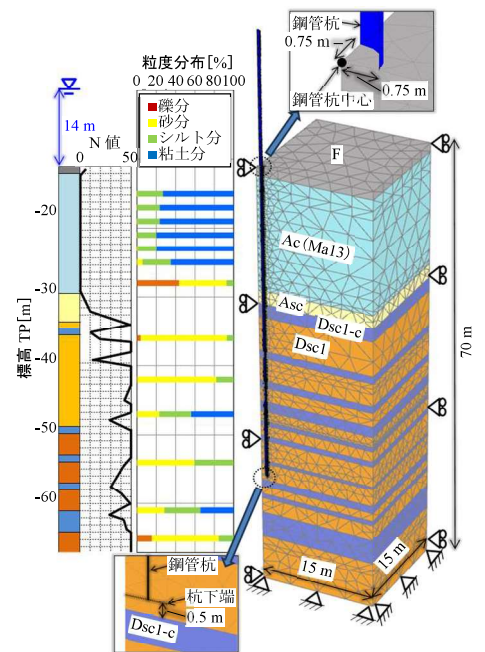 鋼管杭
0.75 m
0.75 m
鋼管杭中心
粒度分布[%]
0 20 40 60 80 100
礫分
砂分
シルト分
粘土分
14 m
N 値
0 50
F
-20
-30
-40
-50
-60
標高 TP[m]
Ac(Ma13)
Asc
Dsc1-c
Dsc1
70 m
15 m
15 m
鋼管杭
杭下端
0.5 m
Dsc1-c